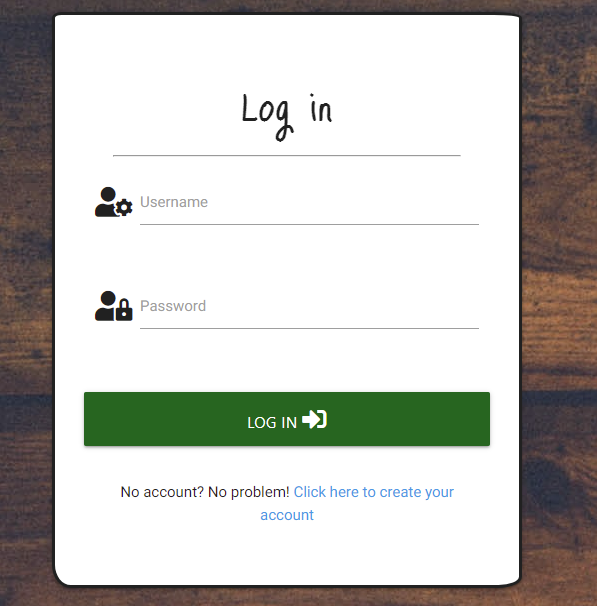 Log in
Username
Password
LOG IN
No account? No problem! Click here to create your
account